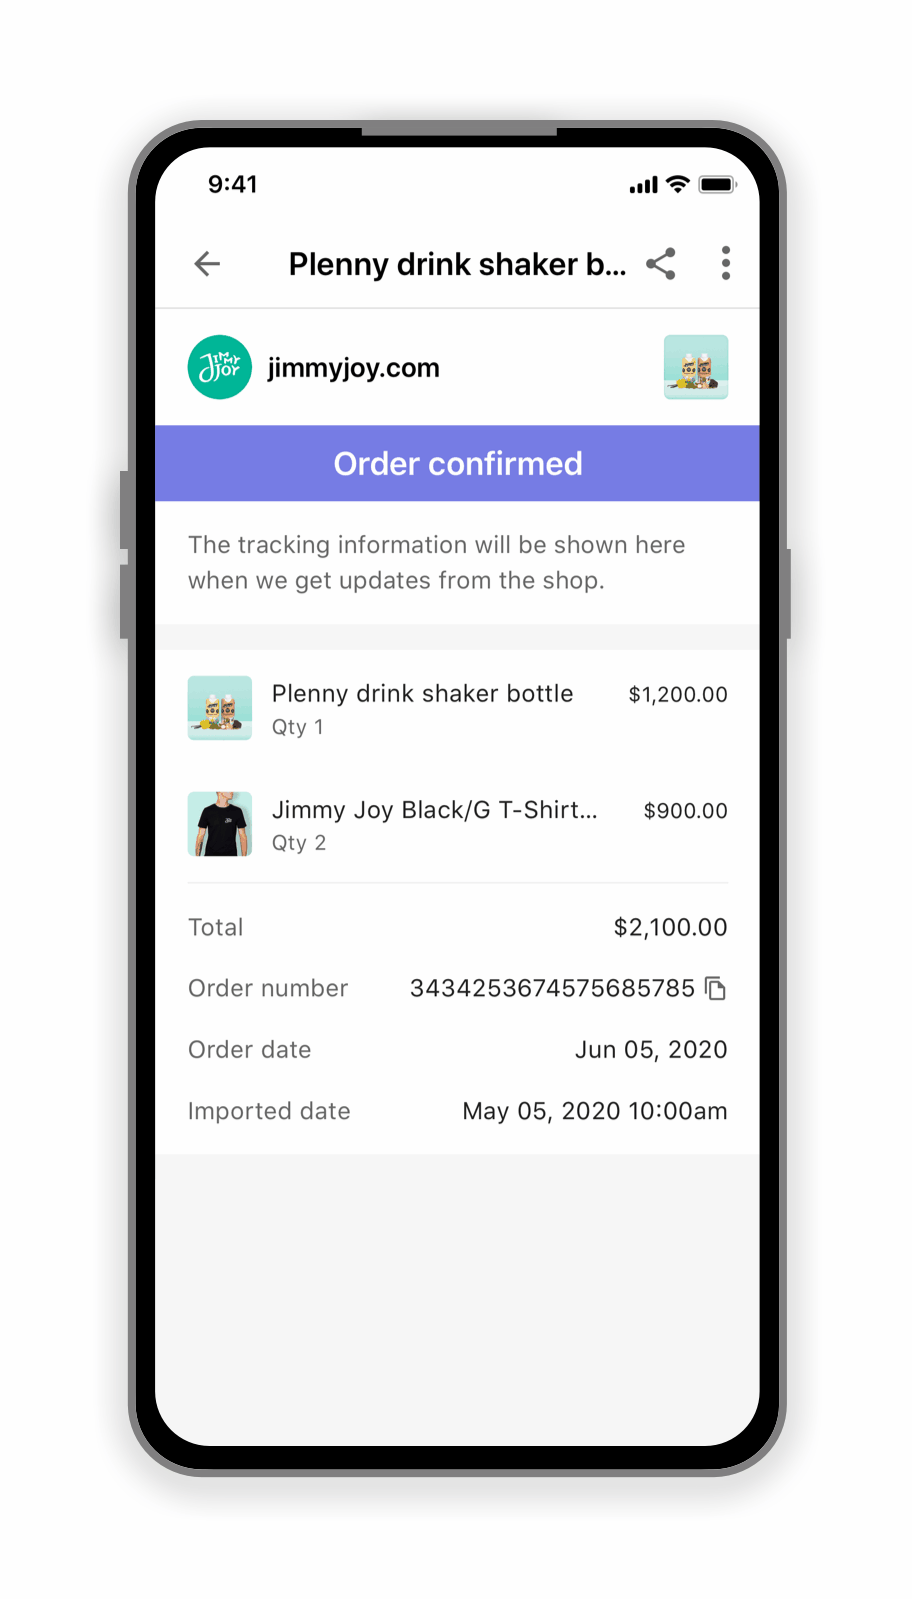 9:41
Plenny drink shaker b...
JIMMY
JOY
jimmyjoy.com
Order confirmed
The tracking information will be shown here
when we get updates from the shop.
Plenny drink shaker bottle $1,200.00
Qty 1
Jimmy Joy Black/G T-Shirt... $900.00
Qty 2
Total $2,100.00
Order number 3434253674575685785
Order date Jun 05, 2020
Imported date May 05, 2020 10:00am